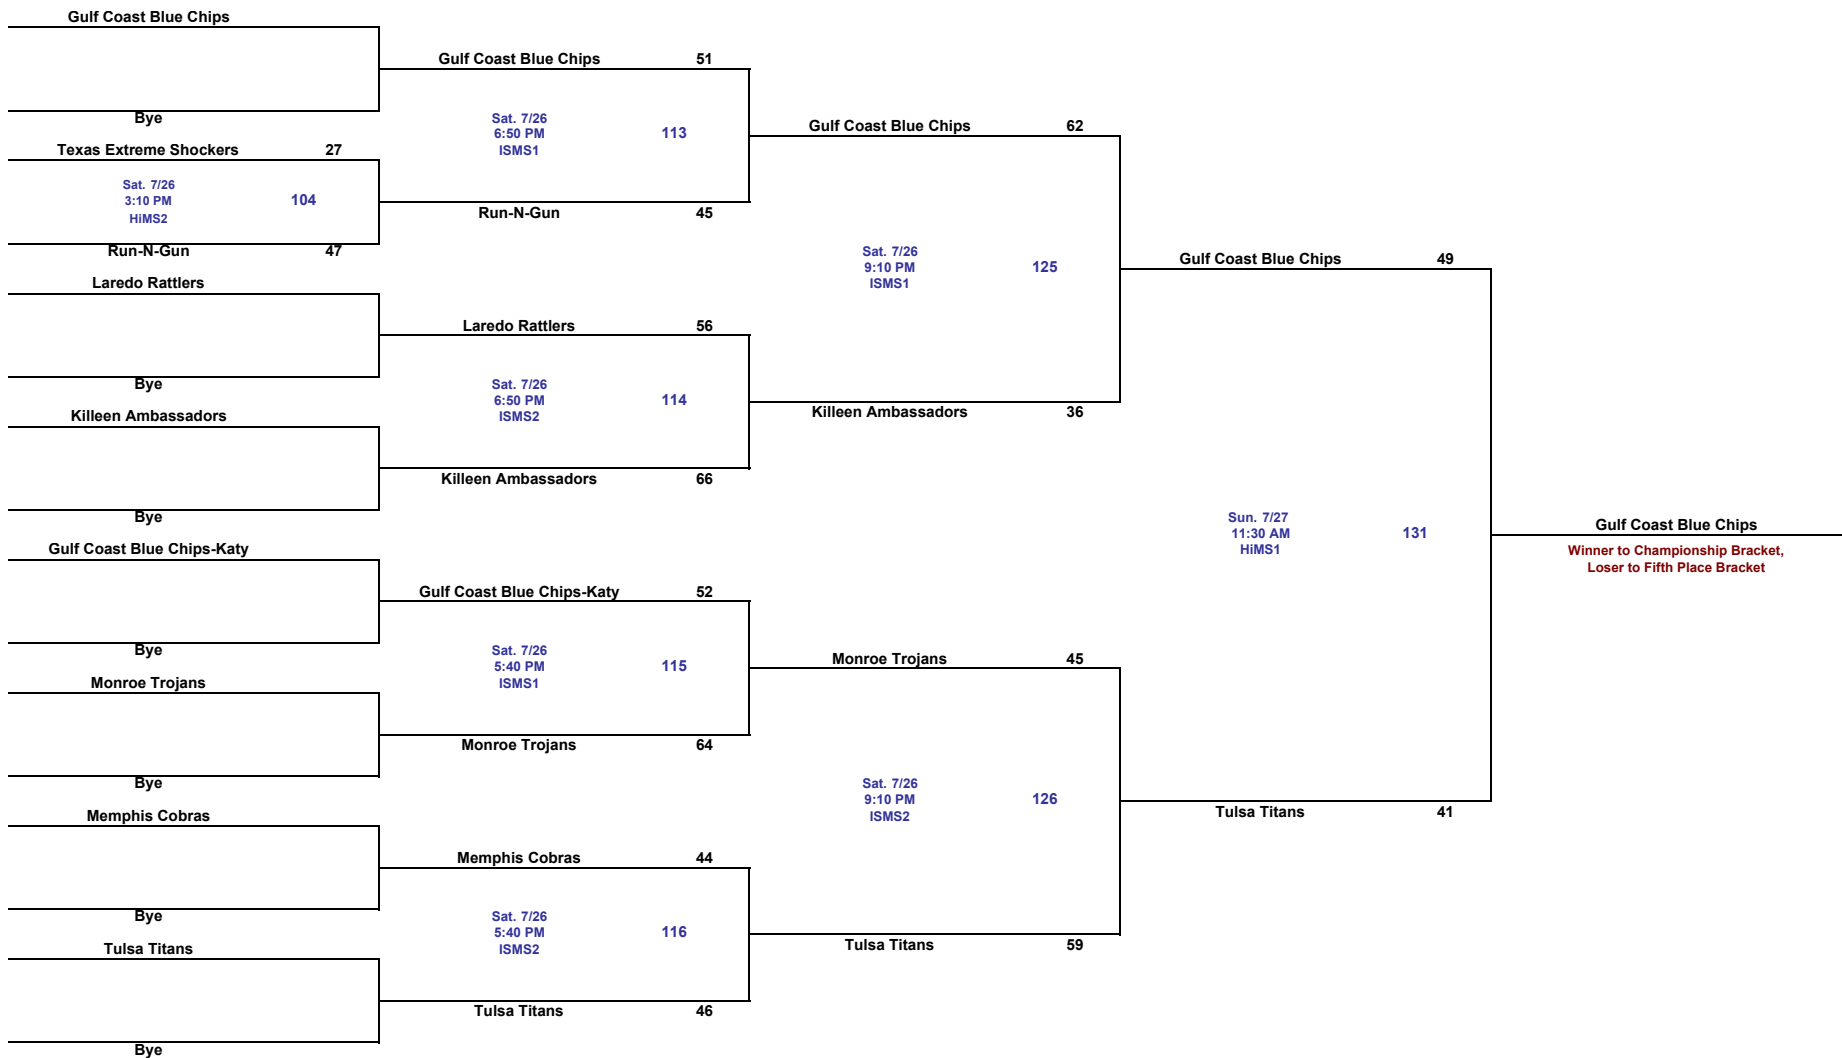 Gulf Coast Blue Chips
Bye
Texas Extreme Shockers 27
Sat. 7/26
3:10 PM
HiMS2
104
Run-N-Gun 47
Laredo Rattlers
Bye
Killeen Ambassadors
Bye
Gulf Coast Blue Chips-Katy
Bye
Monroe Trojans
Bye
Memphis Cobras
Bye
Tulsa Titans
Bye
Gulf Coast Blue Chips 51
Sat. 7/26
6:50 PM
ISMS1
113
Run-N-Gun 45
Laredo Rattlers 56
Sat. 7/26
6:50 PM
ISMS2
114
Killeen Ambassadors 66
Gulf Coast Blue Chips-Katy 52
Sat. 7/26
5:40 PM
ISMS1
115
Monroe Trojans 64
Memphis Cobras 44
Sat. 7/26
5:40 PM
ISMS2
116
Tulsa Titans 46
Gulf Coast Blue Chips 62
Sat. 7/26
9:10 PM
ISMS1
125
Killeen Ambassadors 36
Monroe Trojans 45
Sat. 7/26
9:10 PM
ISMS2
126
Tulsa Titans 59
Gulf Coast Blue Chips 49
Sun. 7/27
11:30 AM
HiMS1
131
Tulsa Titans 41
Gulf Coast Blue Chips
Winner to Championship Bracket,
Loser to Fifth Place Bracket